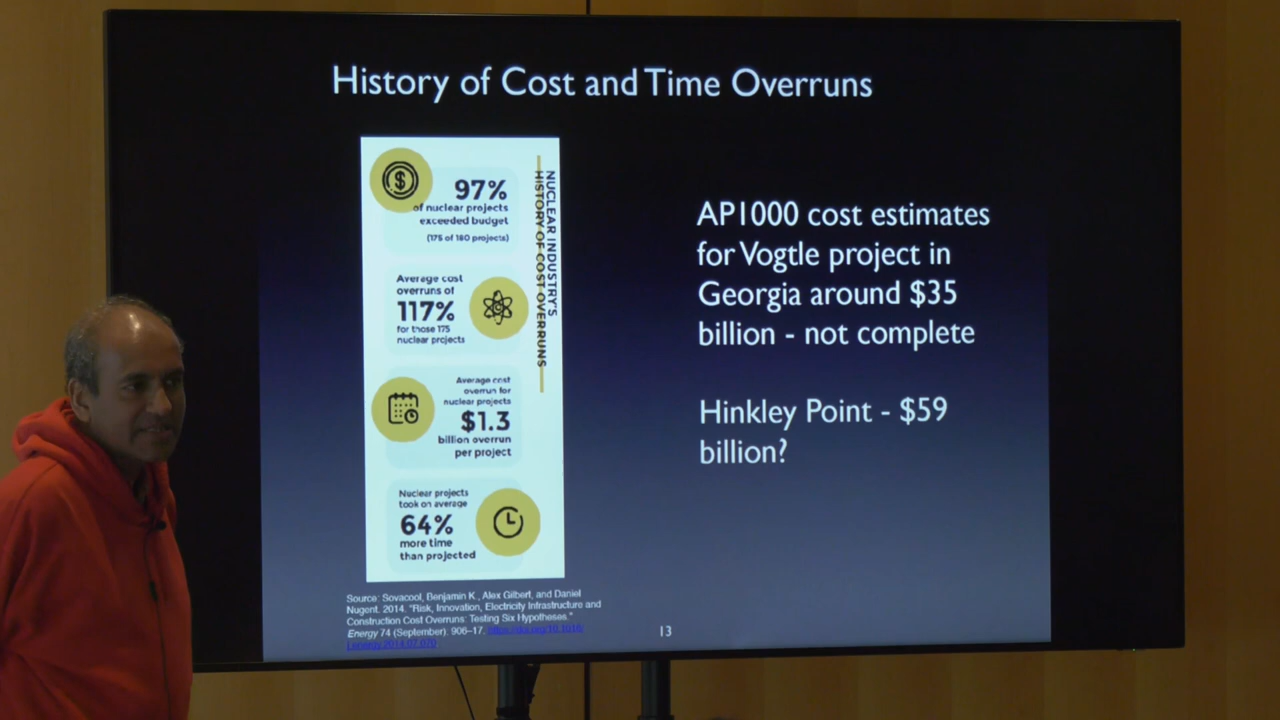 History of Cost and Time Overruns
97%
of nuclear projects
exceeded budget
(175 of 180 projects)
NUCLEAR INDUSTRY'S
HISTORY OF COST OVERRUNS
Average cost
overruns of
117%
for those 175
nuclear projects
Average cost
overrun for
nuclear projects
$1.3
billion overrun
per project
Nuclear projects
took on average
64%
more time
than projected
AP1000 cost estimates
for Vogtle project in
Georgia around $35
billion - not complete
Hinkley Point - $59
billion?
Source: Sovacool, Benjamin K., Alex Gilbert, and Daniel
Nugent. 2014. "Risk, Innovation, Electricity Infrastructure and
Construction Cost Overruns: Testing Six Hypotheses."
Energy 74 (September): 906–17.
13